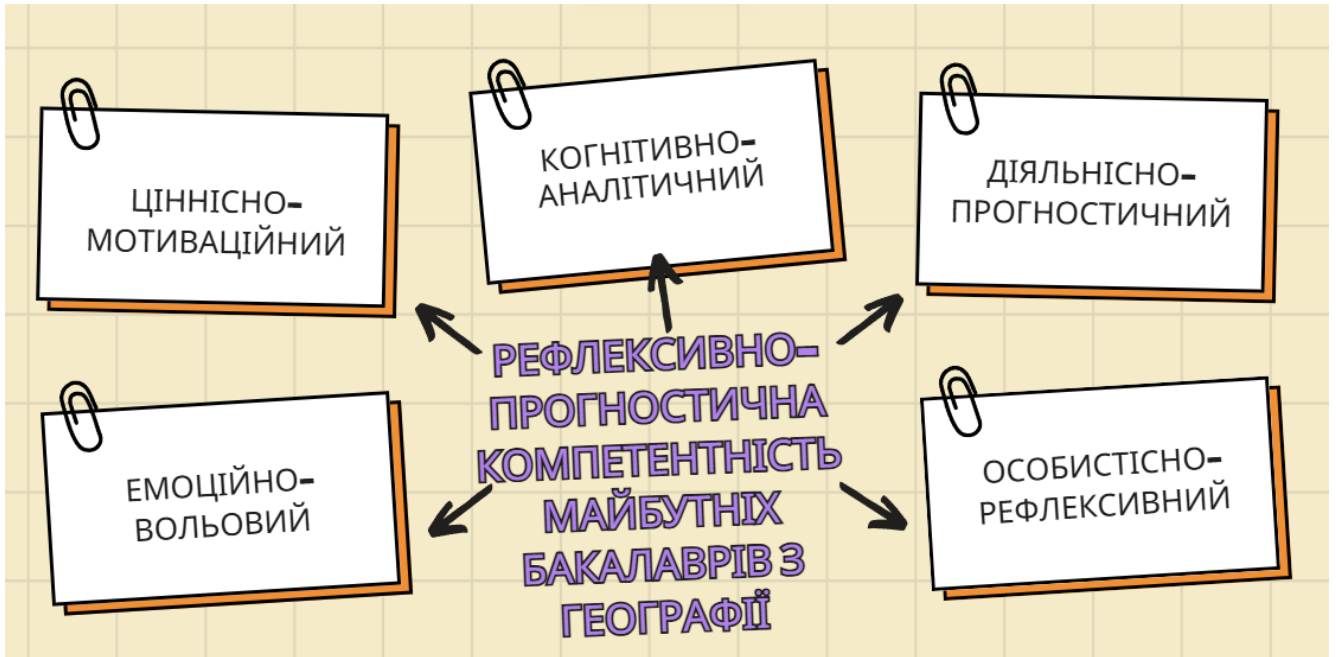 ЦІННІСНО-
МОТИВАЦІЙНИЙ
КОГНІТИВНО-
АНАЛІТИЧНИЙ
ДІЯЛЬНІСНО-
ПРОГНОСТИЧНИЙ
РЕФЛЕКСИВНО-
ПРОГНОСТИЧНА
КОМПЕТЕНТНІСТЬ
МАЙБУТНІХ
БАКАЛАВРІВ З
ГЕОГРАФІЇ
ЕМОЦІЙНО-
ВОЛЬОВИЙ
ОСОБИСТІСНО-
РЕФЛЕКСИВНИЙ